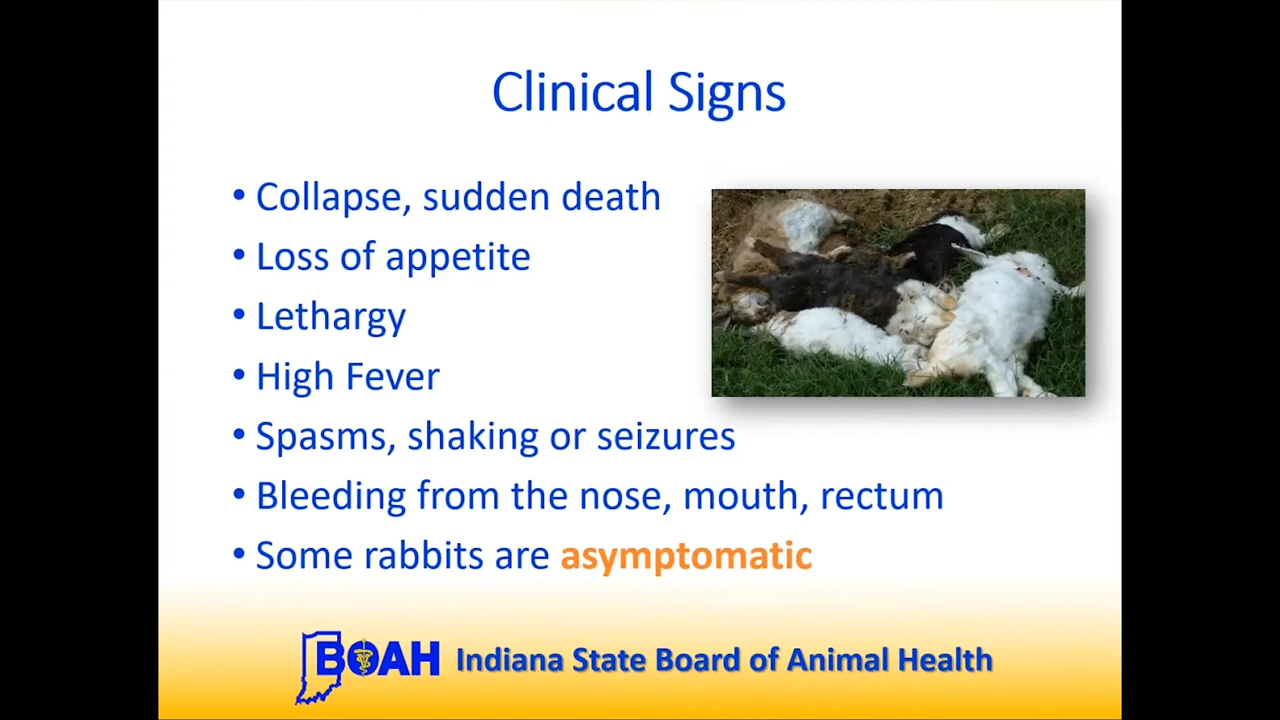 Clinical Signs
• Collapse, sudden death
• Loss of appetite
• Lethargy
• High Fever
• Spasms, shaking or seizures
• Bleeding from the nose, mouth, rectum
• Some rabbits are asymptomatic
BOAH Indiana State Board of Animal Health